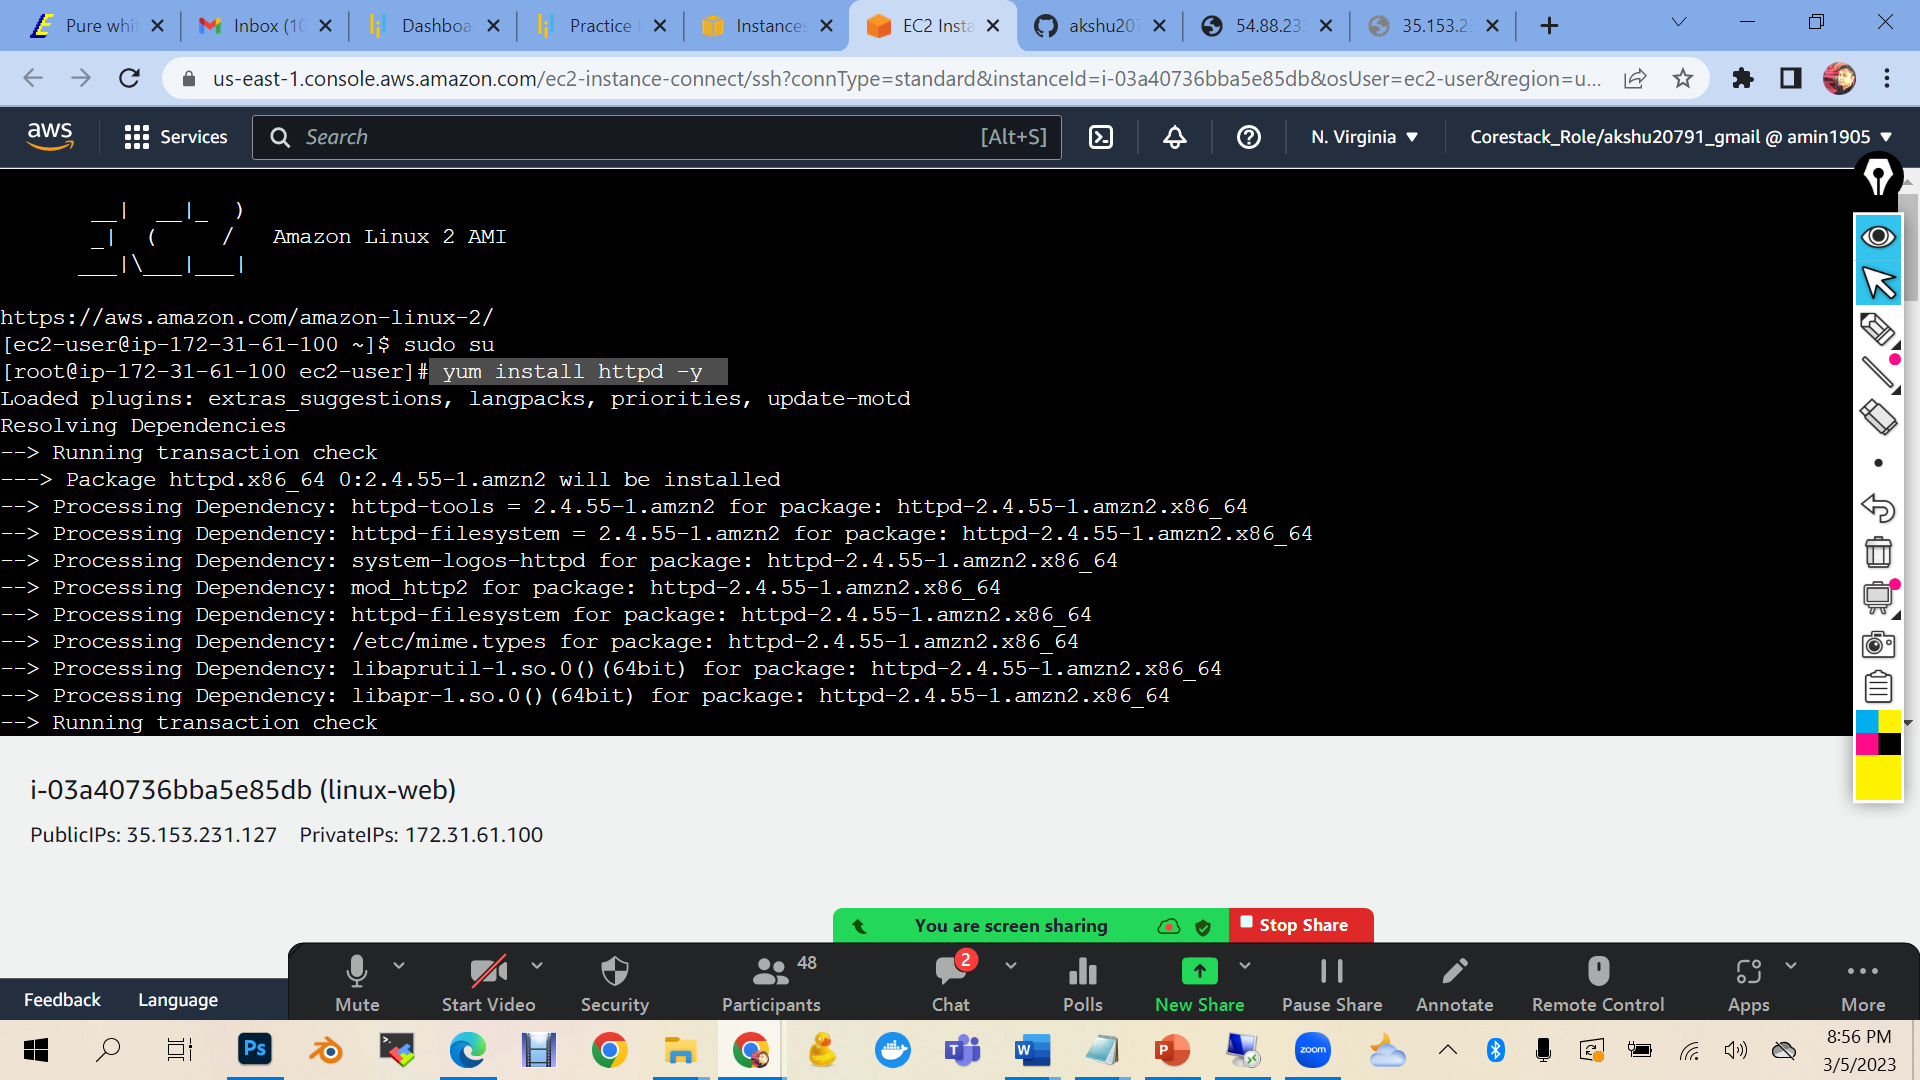 Pure whi
Inbox (10
Dashboa
Practice
Instances
EC2 Insta
akshu207
54.88.233
35.153.23
us-east-1.console.aws.amazon.com/ec2-instance-connect/ssh?connType=standard&instanceId=i-03a40736bba5e85db&osUser=ec2-user&region=u...
aws
Services
Search
[Alt+S]
N. Virginia
Corestack_Role/akshu20791_gmail @ amin1905
__|  __|_  )
_|  (     /   Amazon Linux 2 AMI
___|\___|___|
https://aws.amazon.com/amazon-linux-2/
[ec2-user@ip-172-31-61-100 ~]$ sudo su
[root@ip-172-31-61-100 ec2-user]# yum install httpd -y
Loaded plugins: extras_suggestions, langpacks, priorities, update-motd
Resolving Dependencies
--> Running transaction check
---> Package httpd.x86_64 0:2.4.55-1.amzn2 will be installed
--> Processing Dependency: httpd-tools = 2.4.55-1.amzn2 for package: httpd-2.4.55-1.amzn2.x86_64
--> Processing Dependency: httpd-filesystem = 2.4.55-1.amzn2 for package: httpd-2.4.55-1.amzn2.x86_64
--> Processing Dependency: system-logos-httpd for package: httpd-2.4.55-1.amzn2.x86_64
--> Processing Dependency: mod_http2 for package: httpd-2.4.55-1.amzn2.x86_64
--> Processing Dependency: httpd-filesystem for package: httpd-2.4.55-1.amzn2.x86_64
--> Processing Dependency: /etc/mime.types for package: httpd-2.4.55-1.amzn2.x86_64
--> Processing Dependency: libaprutil-1.so.0()(64bit) for package: httpd-2.4.55-1.amzn2.x86_64
--> Processing Dependency: libapr-1.so.0()(64bit) for package: httpd-2.4.55-1.amzn2.x86_64
--> Running transaction check
i-03a40736bba5e85db (linux-web)
PublicIPs: 35.153.231.127 PrivateIPs: 172.31.61.100
You are screen sharing
Stop Share
48
2
Mute
Start Video
Security
Participants
Chat
Polls
New Share
Pause Share
Annotate
Remote Control
Apps
More
Feedback
Language
Ps
W
P
zoom
8:56 PM
3/5/2023